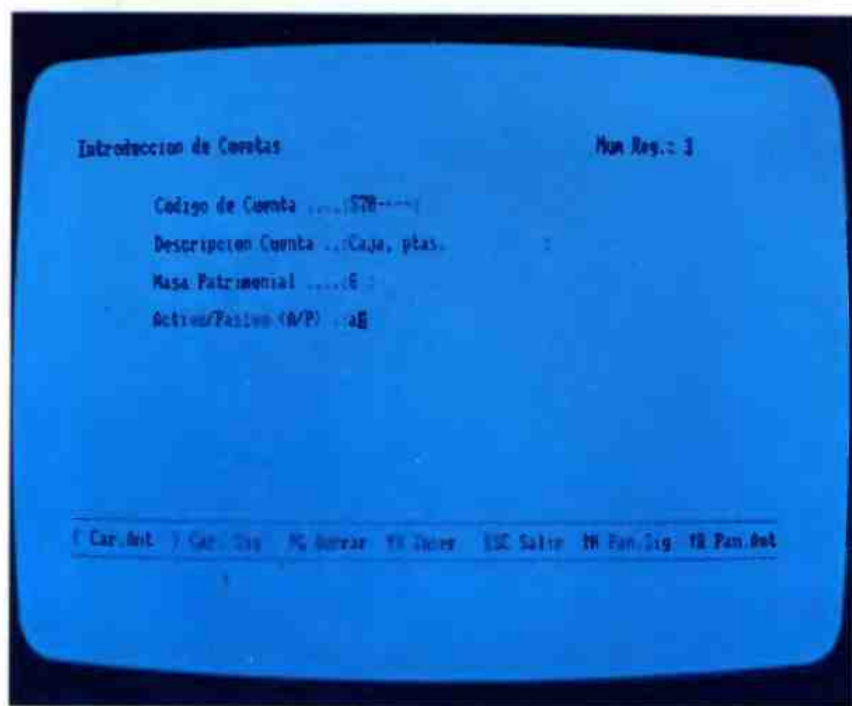 Introduccion de Cuentas Num Reg.: 3
Codigo de Cuenta ....:570----:
Descripcion Cuenta ..:Caja, ptas. :
Masa Patrimonial ....:6 :
Activo/Pasivo (A/P) .:a
Car.Ant Car. Sig Borrar ESC Salir Pan.Sig Pan.Ant